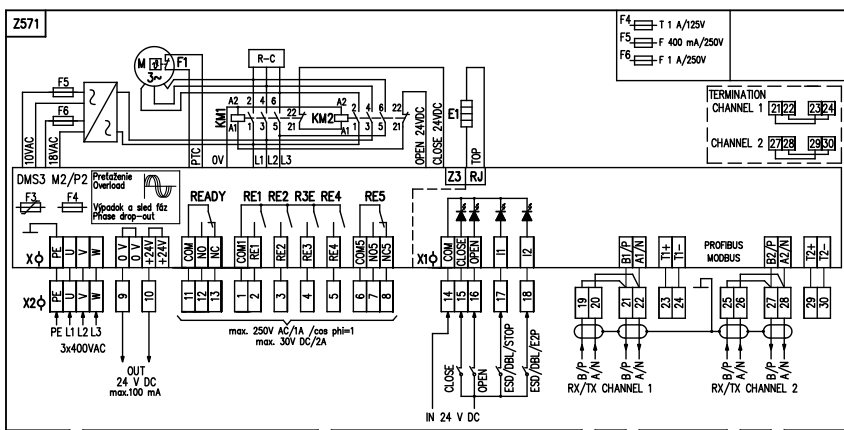 Z571
F4 T 1 A/125V
F5 F 400 mA/250V
F6 F 1 A/250V
TERMINATION
CHANNEL 1 21 22 23 24
CHANNEL 2 27 28 29 30
M 3~ F1
R-C
F5
F6
KM1 A2 A1 2 4 6 1 3 5 22 21
KM2 A2 A1 2 4 6 1 3 5 22 21
E1
10VAC
18VAC
PTC
0V
L1 L2 L3
OPEN 24VDC
CLOSE 24VDC
TOP
DMS3 M2/P2
F3 F4
Preťaženie
Overload
Výpadok a sled fáz
Phase drop-out
Z3 RJ
READY RE1 RE2 R3E RE4 RE5
PROFIBUS
MODBUS
X PE U V W 0 V 0 V +24V +24V COM NO NC COM1 RE1 RE2 RE3 RE4 COM5 NO5 NC5
X1 COM CLOSE OPEN I1 I2 B1/P A1/N T1+ T1- B2/P A2/N T2+ T2-
X2 PE U V W 9 10 11 12 13 1 2 3 4 5 6 7 8 14 15 16 17 18 19 20 21 22 23 24 25 26 27 28 29 30
PE L1 L2 L3
3x400VAC
OUT
24 V DC
max.100 mA
max. 250V AC/1A /cos phi=1
max. 30V DC/2A
CLOSE
OPEN
ESD/DBL/STOP
ESD/DBL/E2P
IN 24 V DC
B/P A/N B/P A/N
RX/TX CHANNEL 1
B/P A/N B/P A/N
RX/TX CHANNEL 2